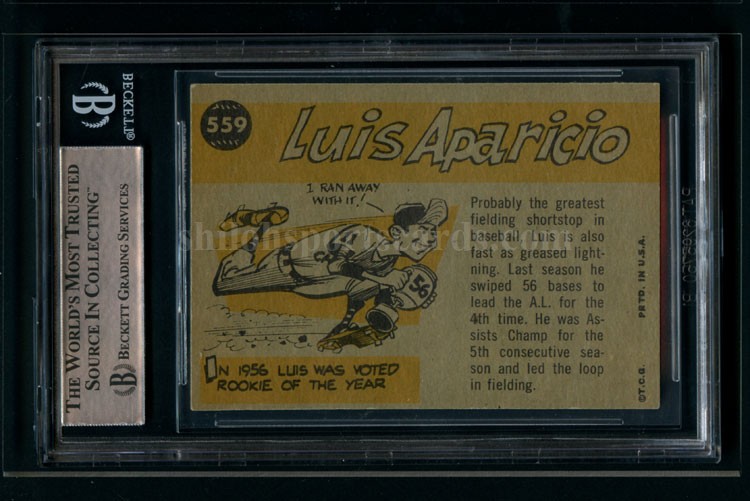 BECKETT®
THE WORLD'S MOST TRUSTED
SOURCE IN COLLECTING™
BECKETT GRADING SERVICES
559
Luis Aparicio
I RAN AWAY
WITH IT!
56
IN 1956 LUIS WAS VOTED
ROOKIE OF THE YEAR
Probably the greatest
fielding shortstop in
baseball, Luis is also
fast as greased light-
ning. Last season he
swiped 56 bases to
lead the A.L. for the
4th time. He was As-
sists Champ for the
5th consecutive sea-
son and led the loop
in fielding.
©T.C.G. PRTD. IN U.S.A.
shilohsportscards.com